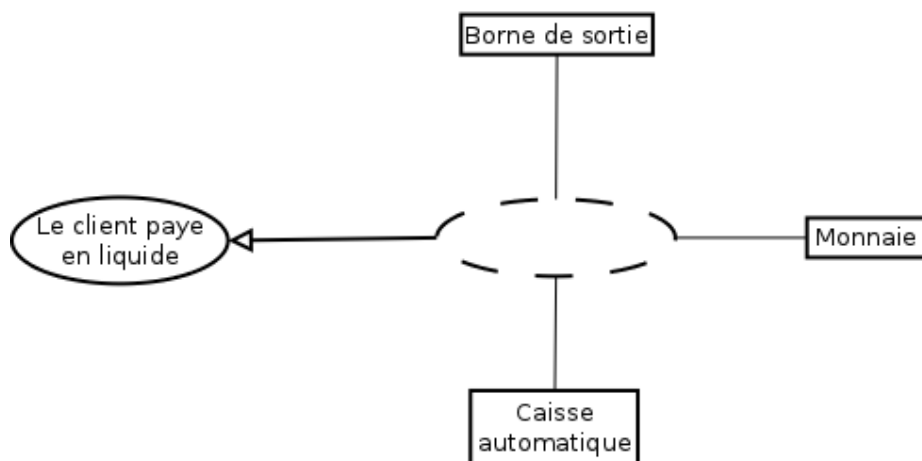 Borne de sortie
Le client paye
en liquide
Monnaie
Caisse
automatique